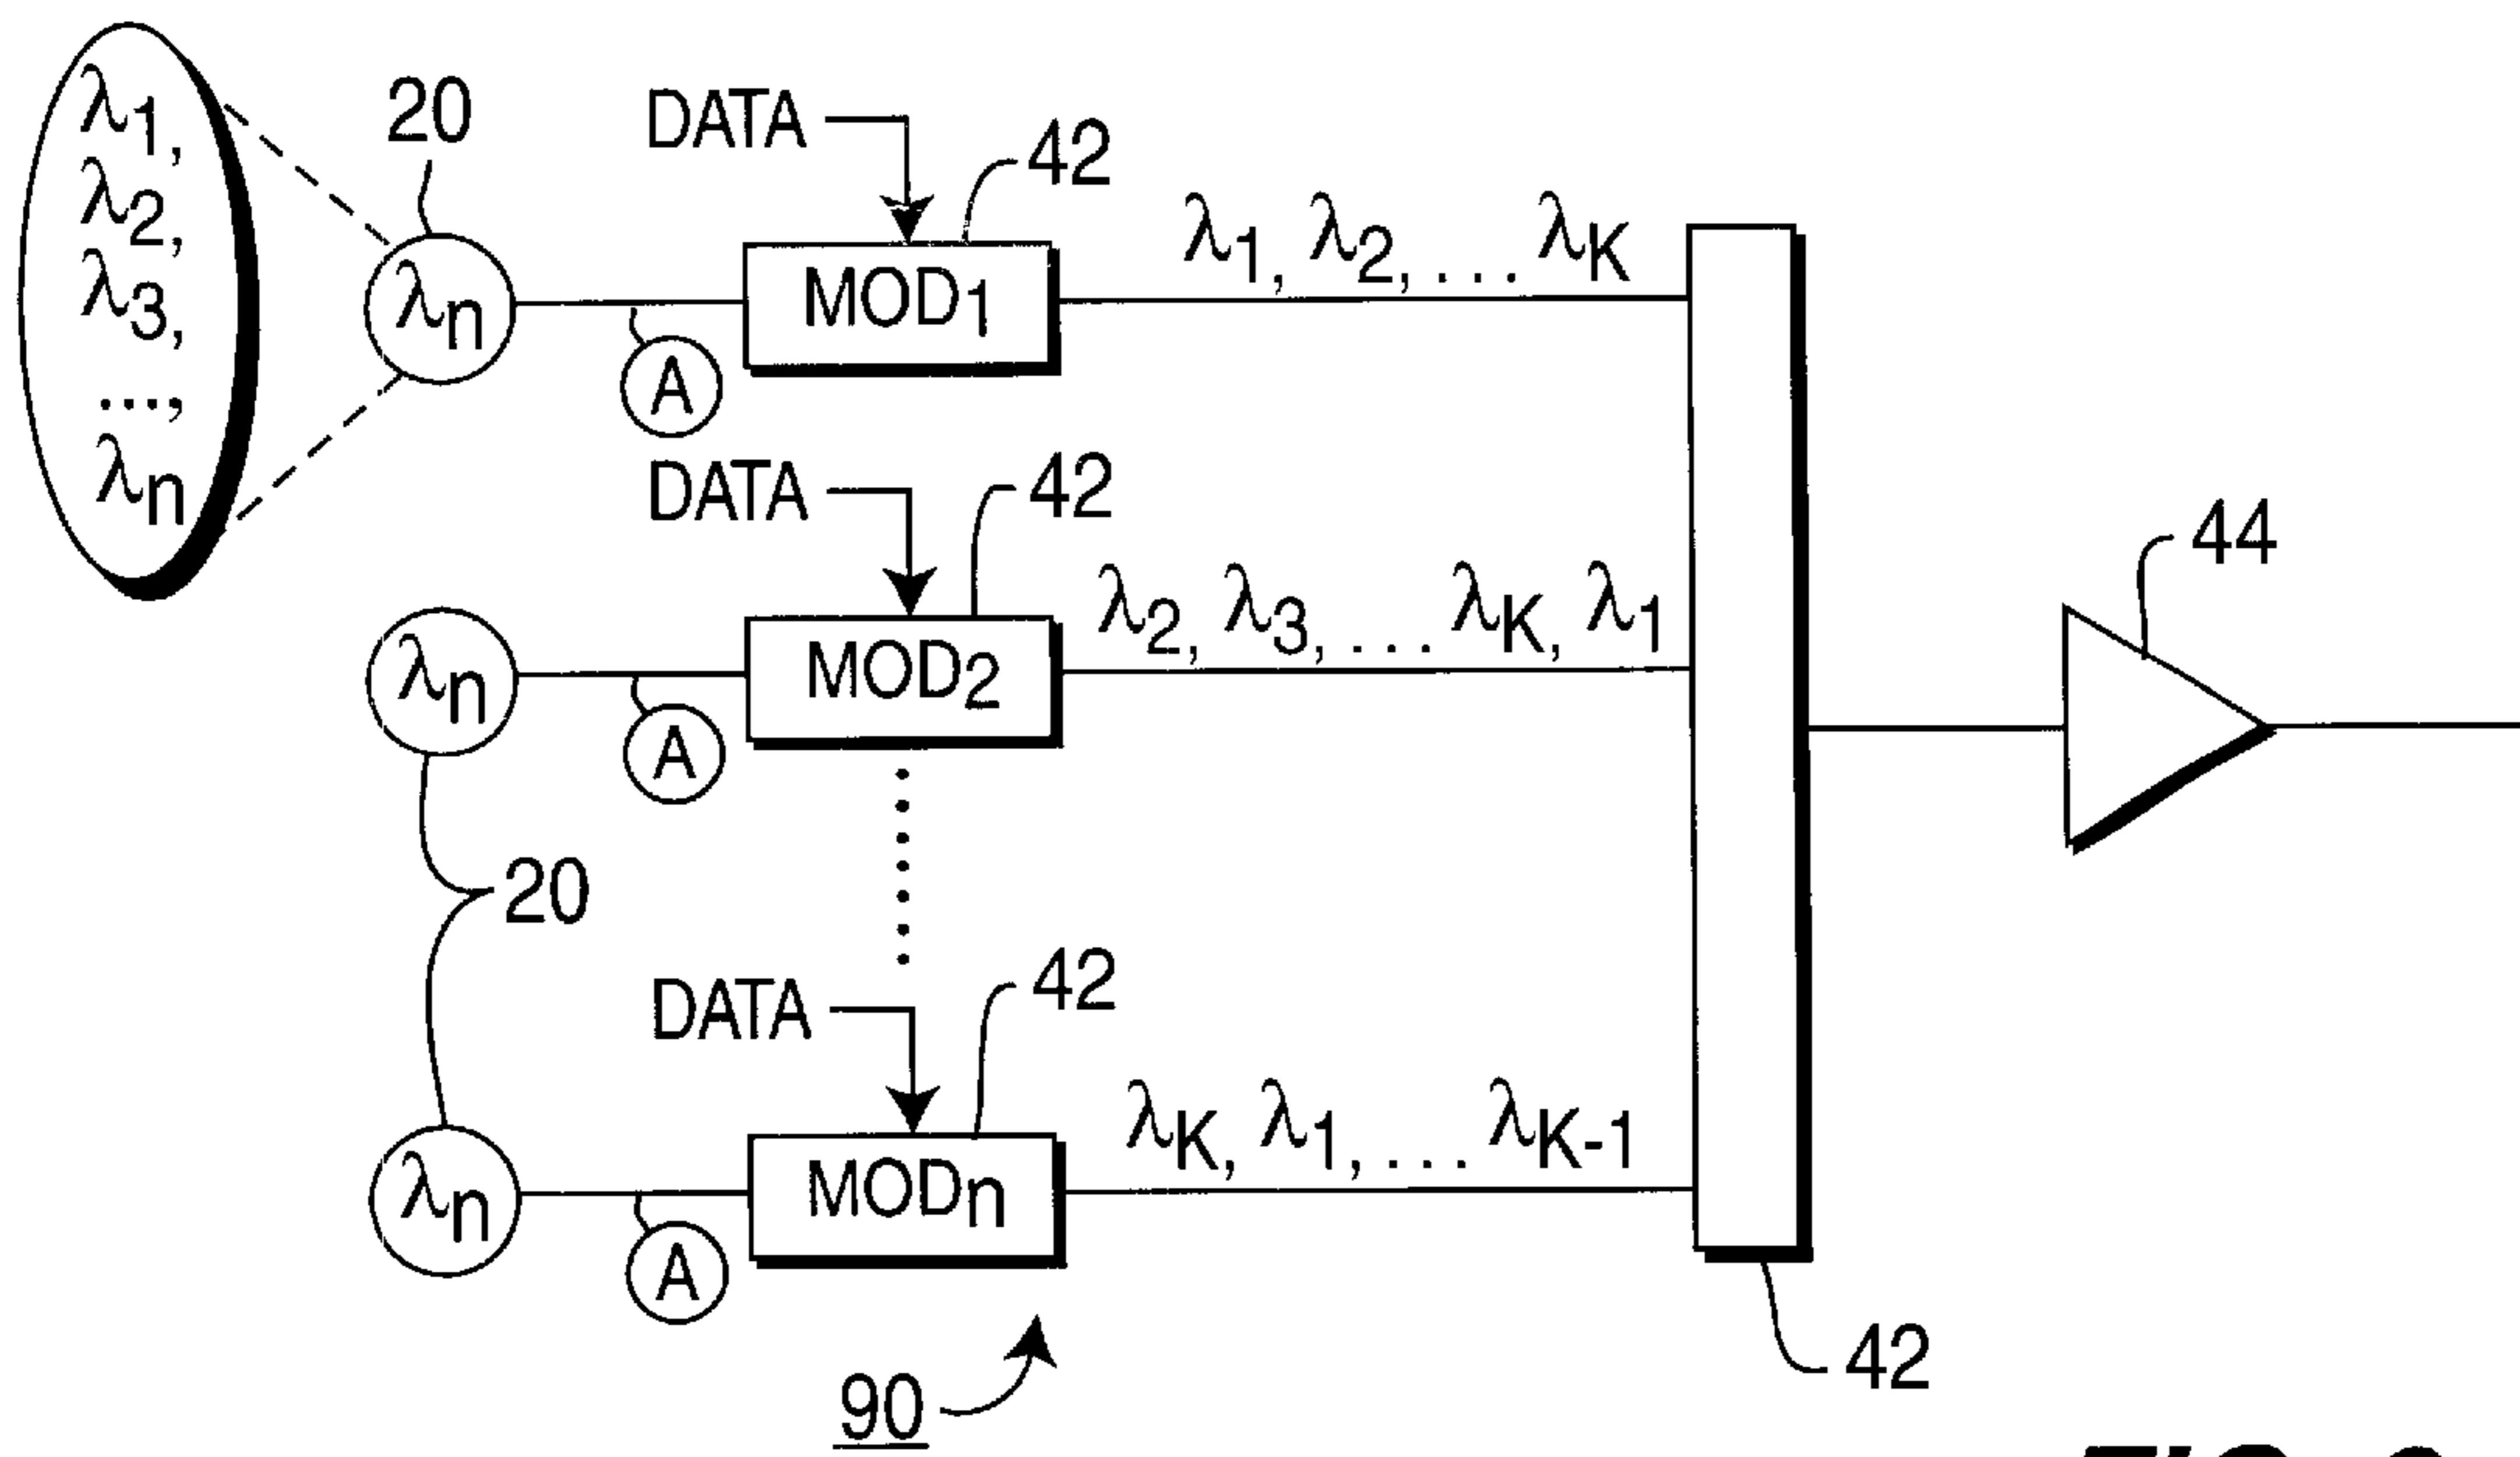 λ1,
λ2,
λ3,
...,
λn
20
λn
A
DATA
42
MOD1
λ1, λ2, ... λK
DATA
42
λn
A
MOD2
λ2, λ3, ... λK, λ1
44
20
DATA
42
λn
A
MODn
λK, λ1, ... λK-1
42
90